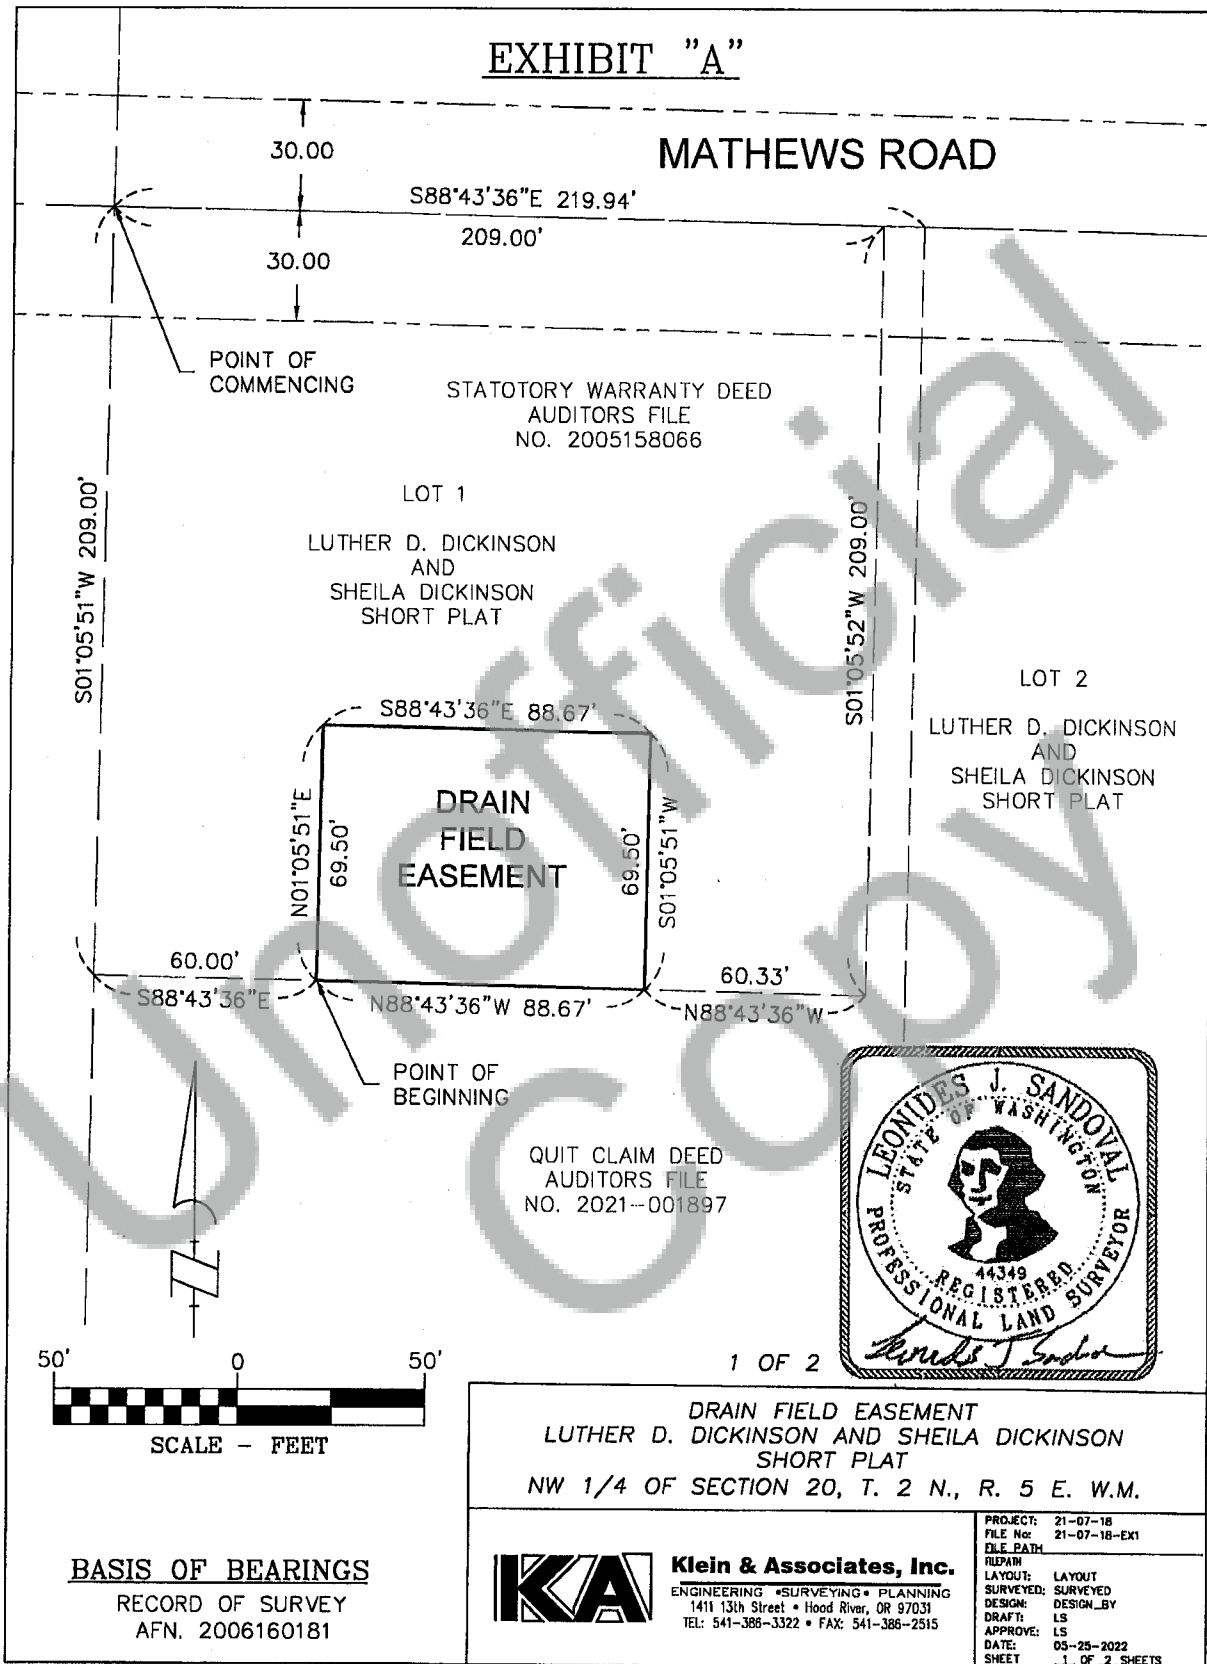 EXHIBIT "A"
MATHEWS ROAD
30.00
S88°43'36"E 219.94'
209.00'
30.00
POINT OF
COMMENCING
STATOTORY WARRANTY DEED
AUDITORS FILE
NO. 2005158066
LOT 1
LUTHER D. DICKINSON
AND
SHEILA DICKINSON
SHORT PLAT
S01°05'51"W 209.00'
S01°05'52"W 209.00'
LOT 2
LUTHER D. DICKINSON
AND
SHEILA DICKINSON
SHORT PLAT
S88°43'36"E 88.67'
N01°05'51"E
69.50'
DRAIN
FIELD
EASEMENT
69.50'
S01°05'51"W
60.00'
S88°43'36"E
N88°43'36"W 88.67'
60.33'
N88°43'36"W
POINT OF
BEGINNING
QUIT CLAIM DEED
AUDITORS FILE
NO. 2021-001897
Unofficial
Copy
LEONIDES J. SANDOVAL
STATE OF WASHINGTON
44349
REGISTERED
PROFESSIONAL LAND SURVEYOR
N
50' 0 50'
SCALE - FEET
1 OF 2
DRAIN FIELD EASEMENT
LUTHER D. DICKINSON AND SHEILA DICKINSON
SHORT PLAT
NW 1/4 OF SECTION 20, T. 2 N., R. 5 E. W.M.
BASIS OF BEARINGS
RECORD OF SURVEY
AFN. 2006160181
KA
Klein & Associates, Inc.
ENGINEERING • SURVEYING • PLANNING
1411 13th Street • Hood River, OR 97031
TEL: 541-386-3322 • FAX: 541-386-2515
PROJECT: 21-07-18
FILE No: 21-07-18-EX1
FILE PATH
FILEPATH
LAYOUT: LAYOUT
SURVEYED: SURVEYED
DESIGN: DESIGN_BY
DRAFT: LS
APPROVE: LS
DATE: 05-25-2022
SHEET 1 OF 2 SHEETS